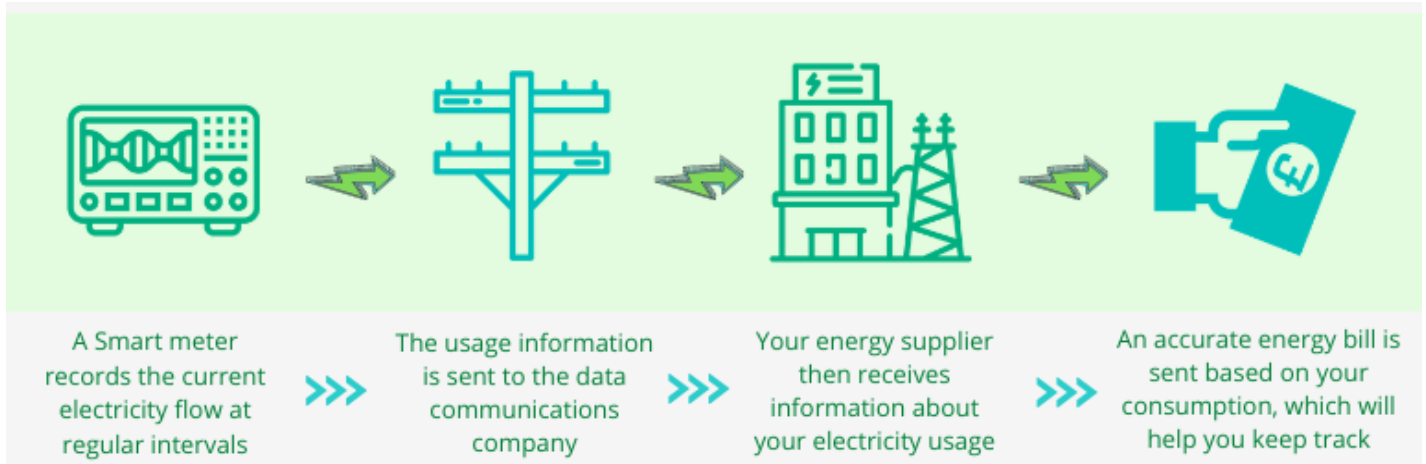 £
A Smart meter
records the current
electricity flow at
regular intervals
The usage information
is sent to the data
communications
company
Your energy supplier
then receives
information about
your electricity usage
An accurate energy bill is
sent based on your
consumption, which will
help you keep track